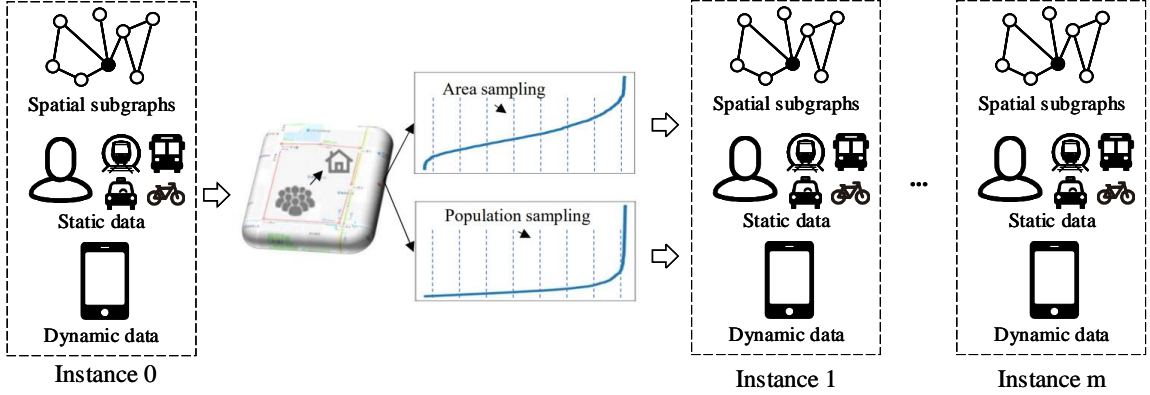 Spatial subgraphs
Static data
Dynamic data
Instance 0
Area sampling
Population sampling
Spatial subgraphs
Static data
Dynamic data
Instance 1
...
Spatial subgraphs
Static data
Dynamic data
Instance m